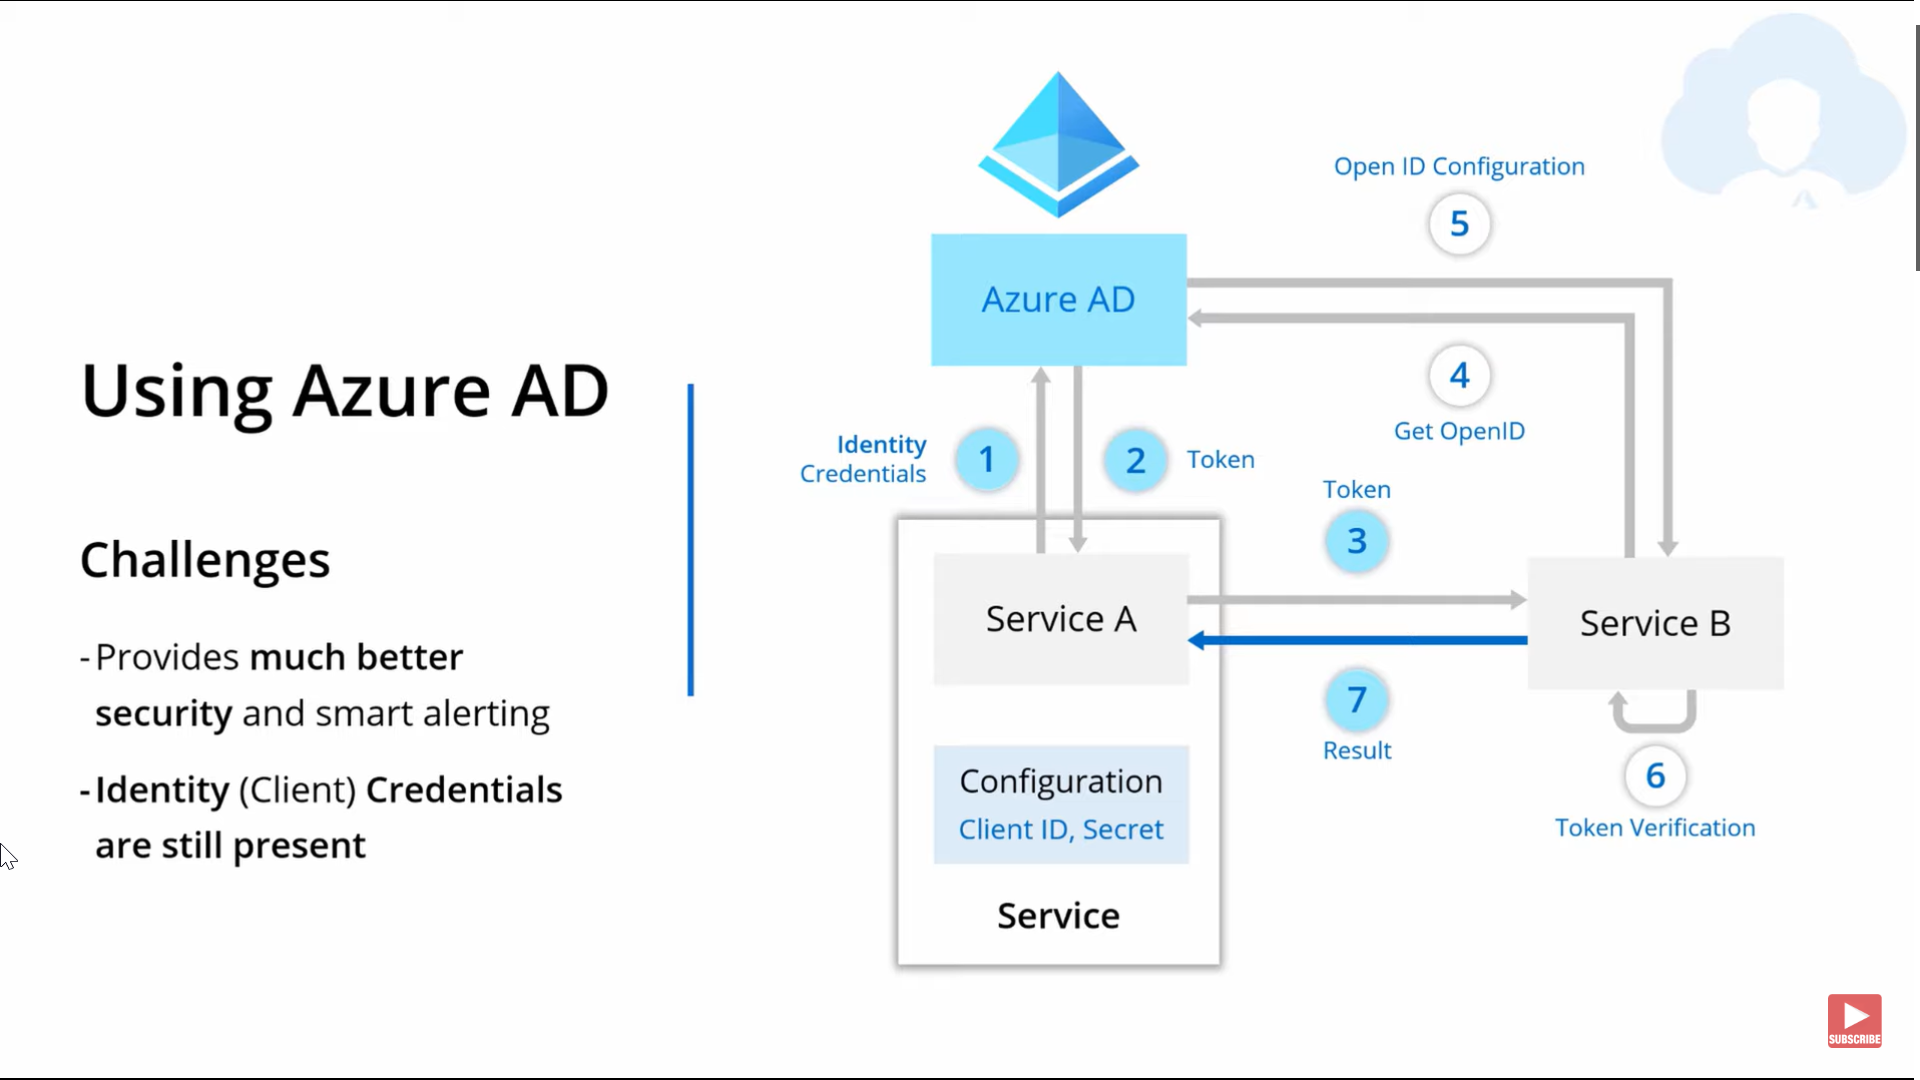 Using Azure AD
Challenges
- Provides much better
security and smart alerting
- Identity (Client) Credentials
are still present
Azure AD
Open ID Configuration
5
4
Get OpenID
Identity
Credentials
1
2
Token
Token
3
Service A
Service B
7
Result
6
Token Verification
Configuration
Client ID, Secret
Service
SUBSCRIBE